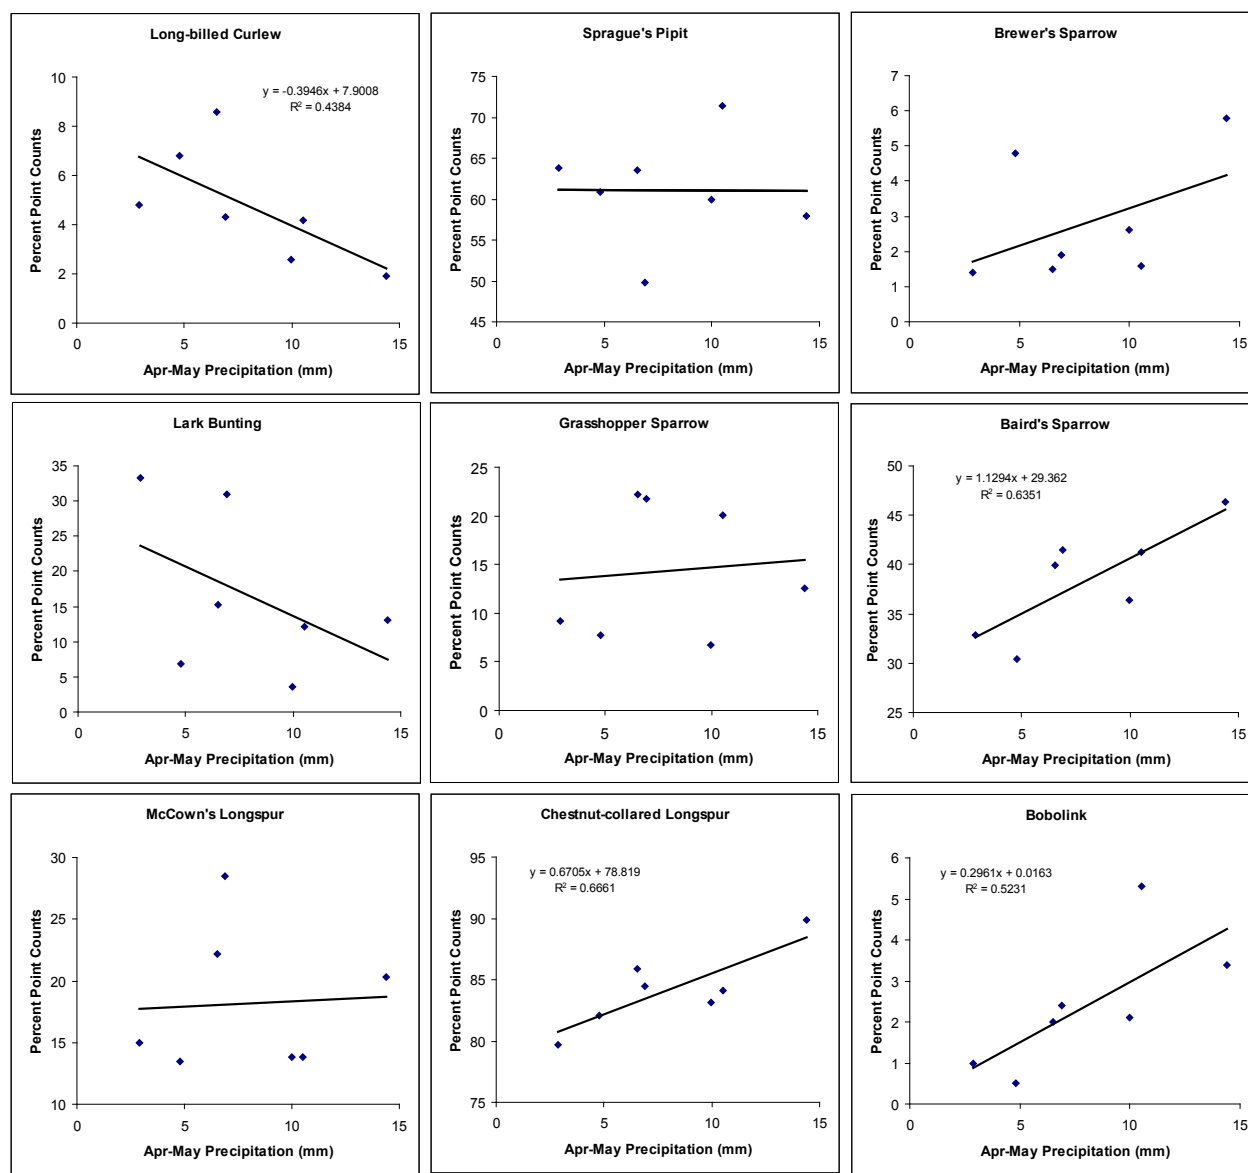 Long-billed Curlew
y = -0.3946x + 7.9008
R² = 0.4384
Percent Point Counts
10
8
6
4
2
0
0 5 10 15
Apr-May Precipitation (mm)
Sprague's Pipit
Percent Point Counts
75
70
65
60
55
50
45
0 5 10 15
Apr-May Precipitation (mm)
Brewer's Sparrow
Percent Point Counts
7
6
5
4
3
2
1
0
0 5 10 15
Apr-May Precipitation (mm)
Lark Bunting
Percent Point Counts
35
30
25
20
15
10
5
0
0 5 10 15
Apr-May Precipitation (mm)
Grasshopper Sparrow
Percent Point Counts
25
20
15
10
5
0
0 5 10 15
Apr-May Precipitation (mm)
Baird's Sparrow
y = 1.1294x + 29.362
R² = 0.6351
Percent Point Counts
50
45
40
35
30
25
0 5 10 15
Apr-May Precipitation (mm)
McCown's Longspur
Percent Point Counts
30
25
20
15
10
0 5 10 15
Apr-May Precipitation (mm)
Chestnut-collared Longspur
y = 0.6705x + 78.819
R² = 0.6661
Percent Point Counts
95
90
85
80
75
0 5 10 15
Apr-May Precipitation (mm)
Bobolink
y = 0.2961x + 0.0163
R² = 0.5231
Percent Point Counts
6
5
4
3
2
1
0
0 5 10 15
Apr-May Precipitation (mm)